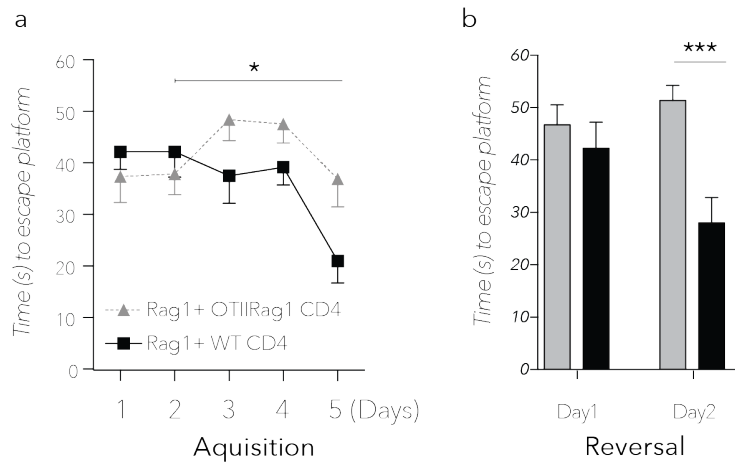 a
Time (s) to escape platform
60
50
40
30
20
10
0
*
Rag1+ OTIIRag1 CD4
Rag1+ WT CD4
1 2 3 4 5 (Days)
Aquisition
b
Time (s) to escape platform
60
50
40
30
20
10
0
***
Day1 Day2
Reversal